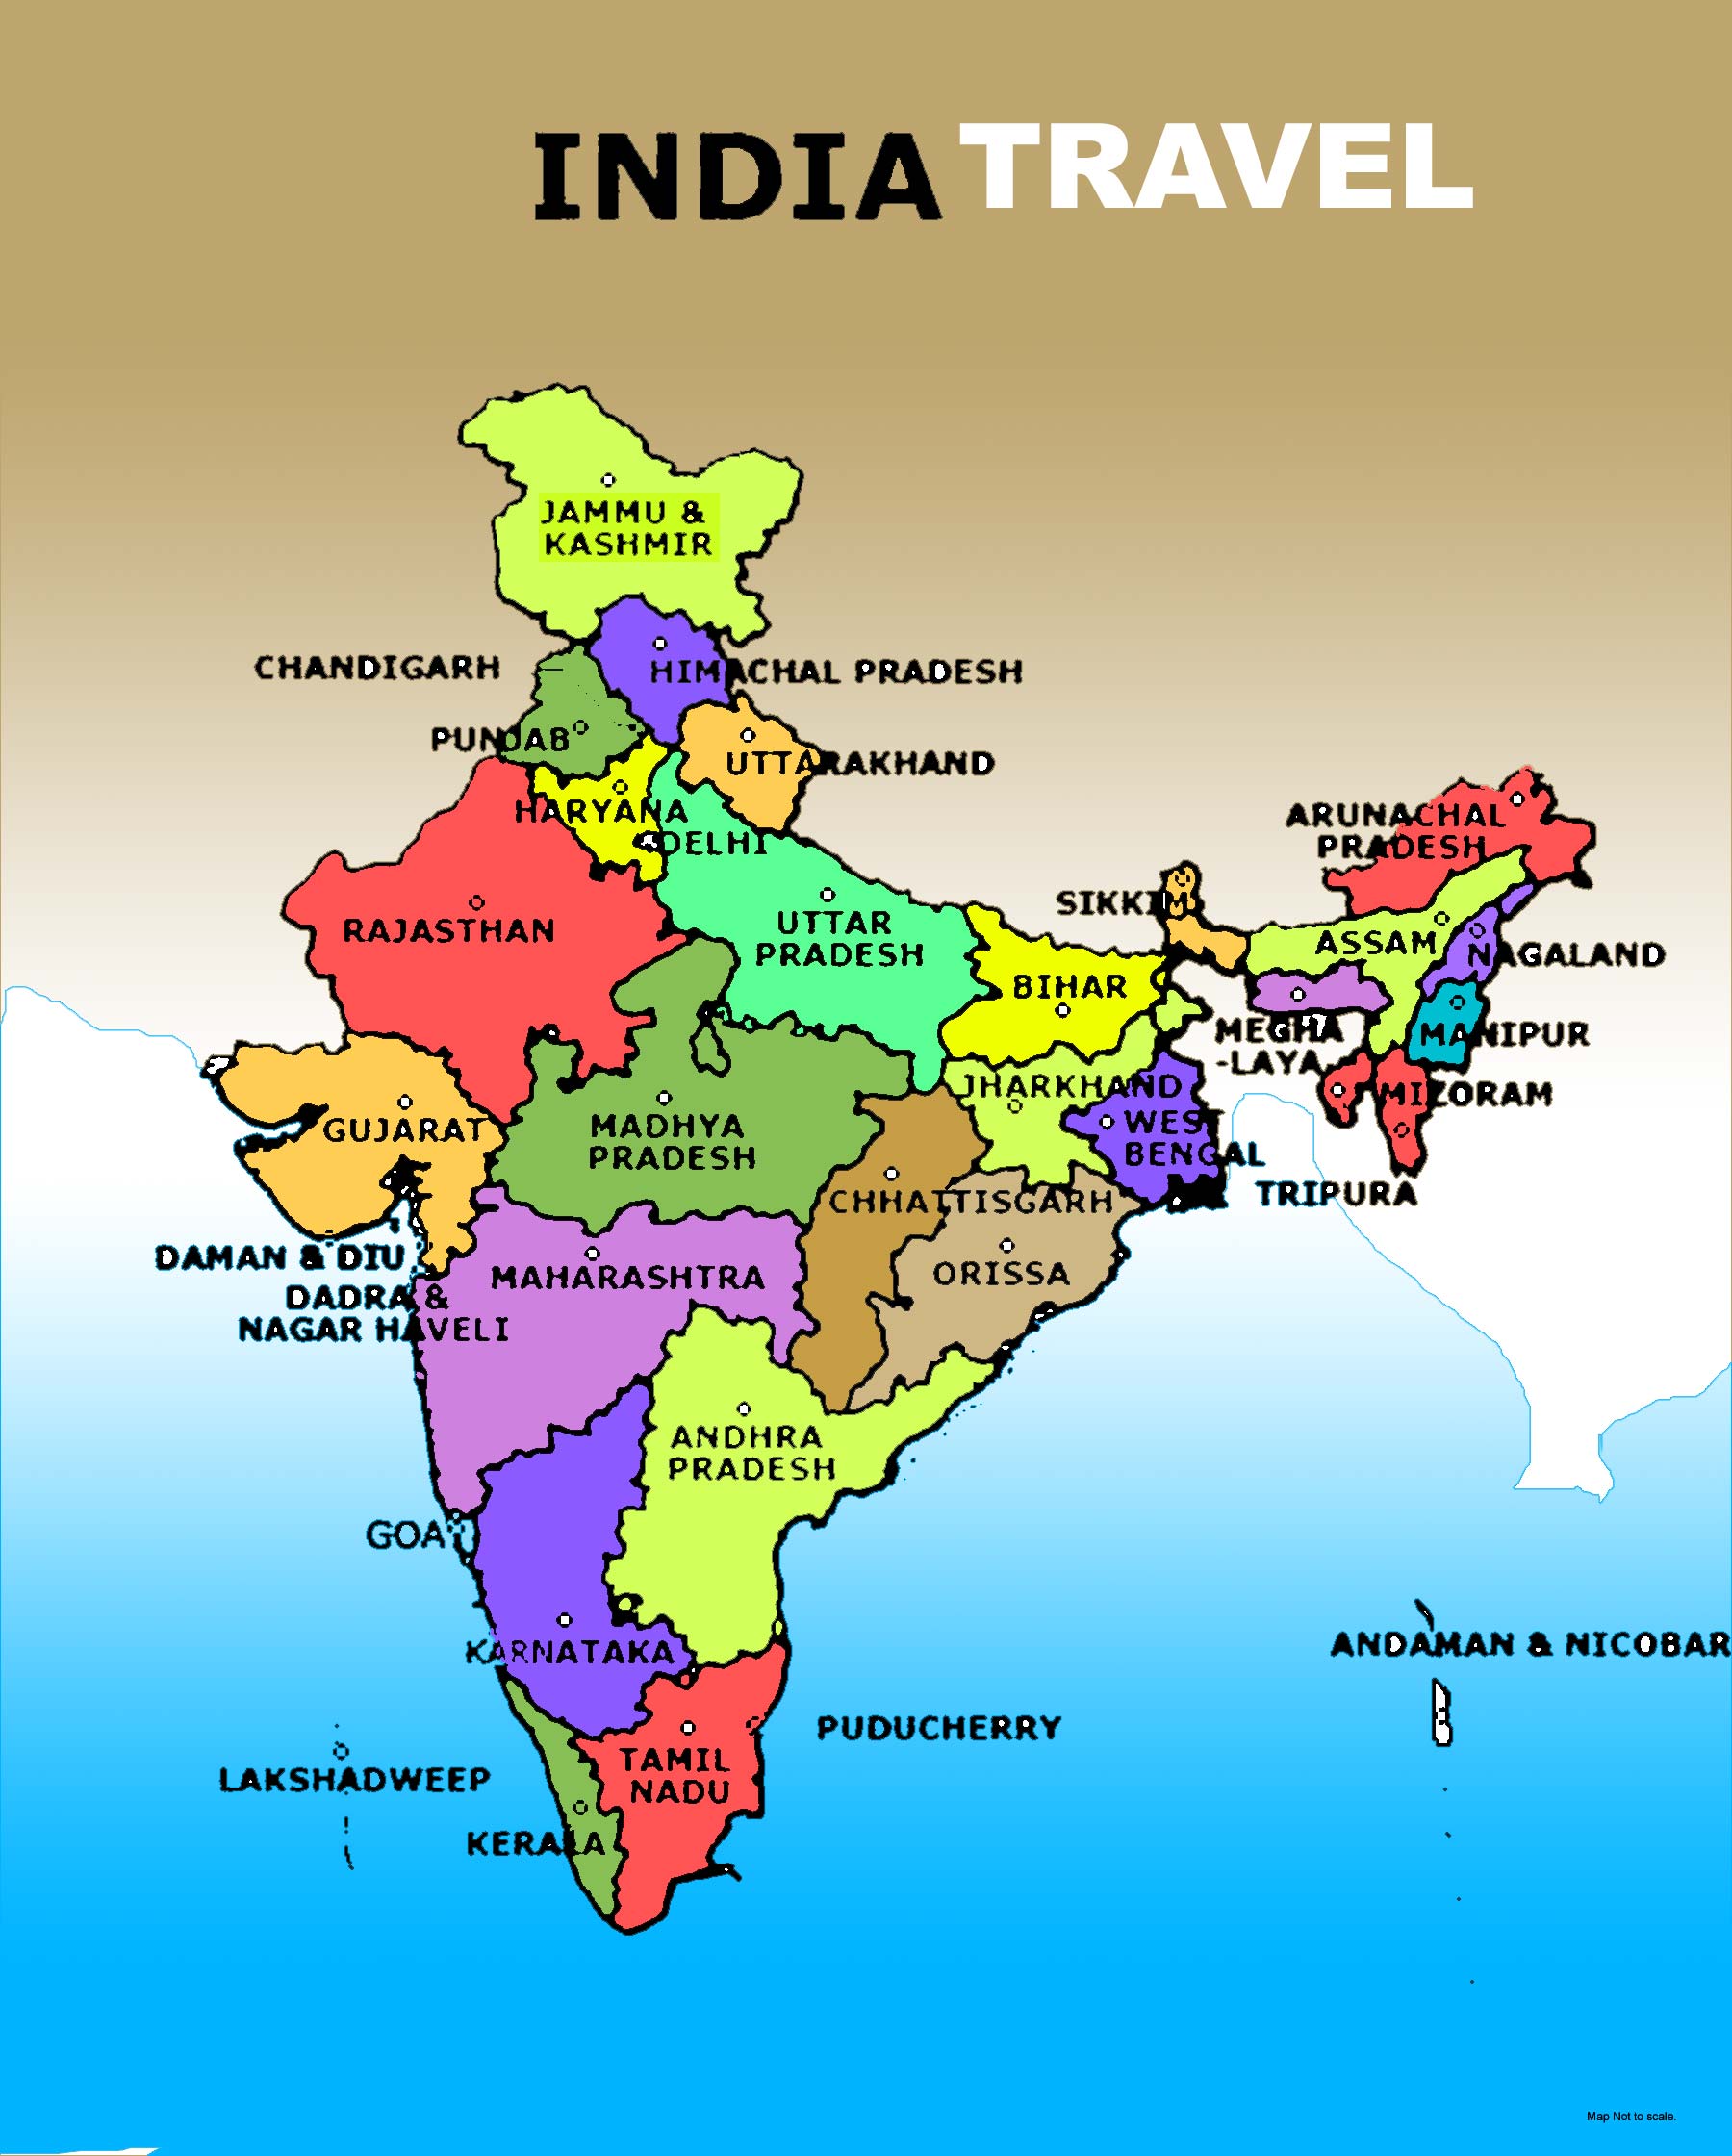 INDIA TRAVEL
JAMMU &
KASHMIR
CHANDIGARH
HIMACHAL PRADESH
PUNJAB
UTTARAKHAND
HARYANA
DELHI
ARUNACHAL
PRADESH
SIKKIM
RAJASTHAN
UTTAR
PRADESH
ASSAM
NAGALAND
BIHAR
MEGHA
-LAYA
MANIPUR
JHARKHAND
MIZORAM
GUJARAT
MADHYA
PRADESH
WEST
BENGAL
TRIPURA
CHHATTISGARH
DAMAN & DIU
MAHARASHTRA
ORISSA
DADRA &
NAGAR HAVELI
ANDHRA
PRADESH
GOA
KARNATAKA
ANDAMAN & NICOBAR
PUDUCHERRY
TAMIL
NADU
LAKSHADWEEP
KERALA
Map Not to scale.